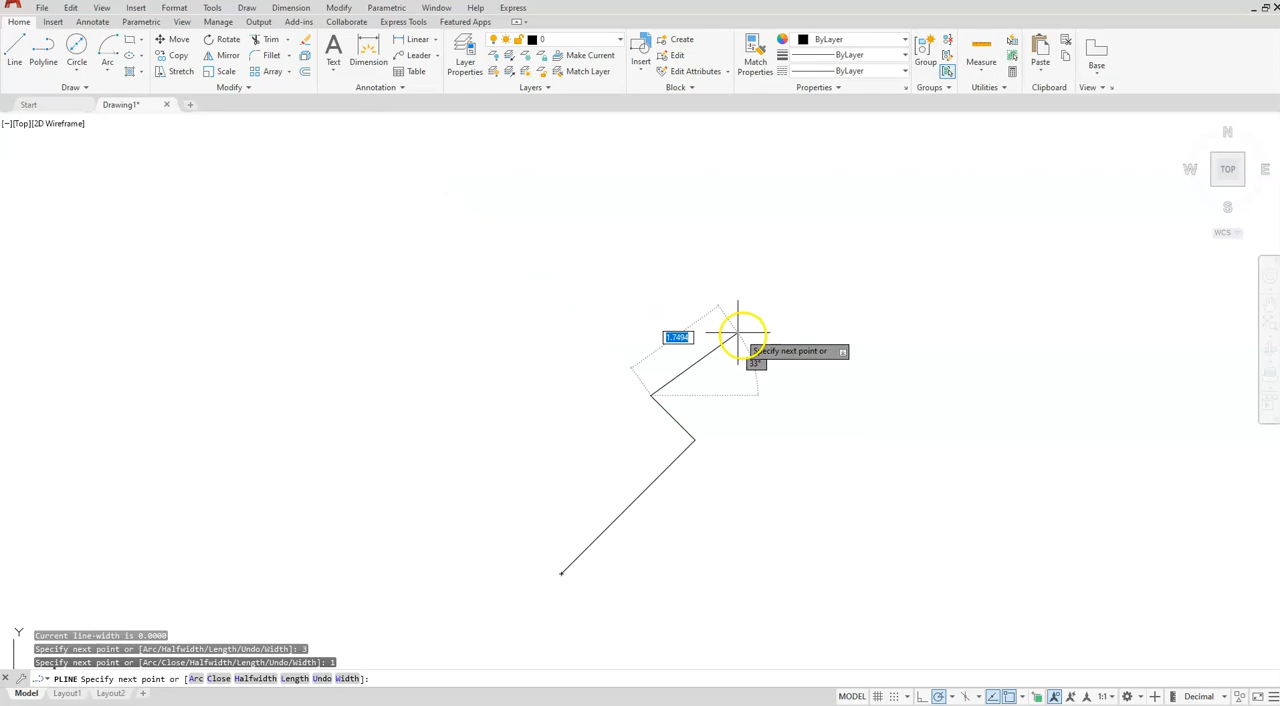 File Edit View Insert Format Tools Draw Dimension Modify Parametric Window Help Express
Home Insert Annotate Parametric View Manage Output Add-ins Collaborate Express Tools Featured Apps
Line Polyline Circle Arc
Move Rotate Trim
Copy Mirror Fillet
Stretch Scale Array
Text Dimension
Linear
Leader
Table
Layer Properties
0
Make Current
Match Layer
Insert
Create
Edit
Edit Attributes
Match Properties
ByLayer
ByLayer
ByLayer
Group
Measure
Paste
Base
Draw Modify Annotation Layers Block Properties Groups Utilities Clipboard View
Start Drawing1*
[−][Top][2D Wireframe]
N
W TOP E
S
WCS
1.7494
Specify next point or
33°
Y
Current line-width is 0.0000
Specify next point or [Arc/Halfwidth/Length/Undo/Width]: 3
Specify next point or [Arc/Close/Halfwidth/Length/Undo/Width]: 1
PLINE Specify next point or [Arc Close Halfwidth Length Undo Width]:
Model Layout1 Layout2
MODEL 1:1 Decimal